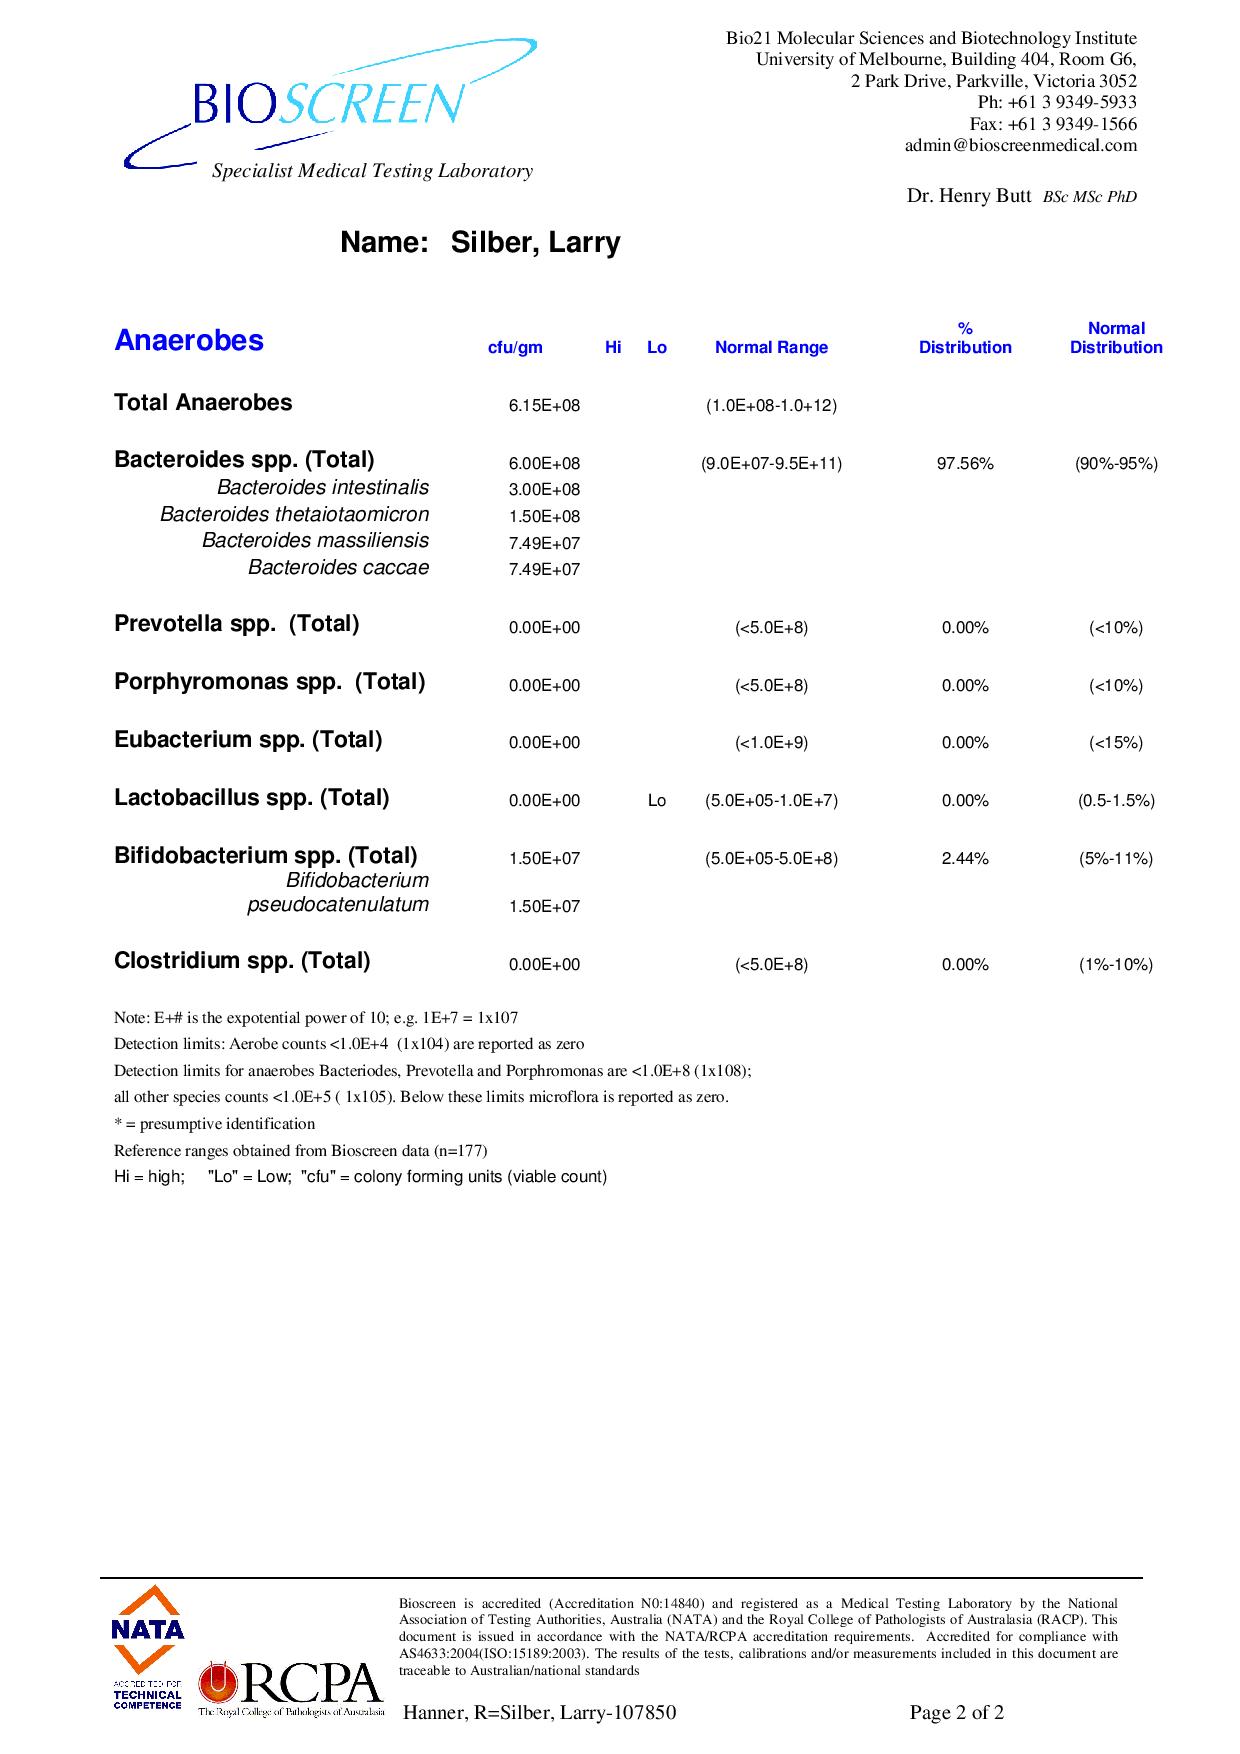 Bio21 Molecular Sciences and Biotechnology Institute
University of Melbourne, Building 404, Room G6,
2 Park Drive, Parkville, Victoria 3052
Ph: +61 3 9349-5933
Fax: +61 3 9349-1566
admin@bioscreenmedical.com
BIOSCREEN
Specialist Medical Testing Laboratory
Dr. Henry Butt BSc MSc PhD
Name: Silber, Larry
Anaerobes cfu/gm Hi Lo Normal Range % Distribution Normal Distribution
Total Anaerobes 6.15E+08 (1.0E+08-1.0+12)
Bacteroides spp. (Total) 6.00E+08 (9.0E+07-9.5E+11) 97.56% (90%-95%)
Bacteroides intestinalis 3.00E+08
Bacteroides thetaiotaomicron 1.50E+08
Bacteroides massiliensis 7.49E+07
Bacteroides caccae 7.49E+07
Prevotella spp. (Total) 0.00E+00 (<5.0E+8) 0.00% (<10%)
Porphyromonas spp. (Total) 0.00E+00 (<5.0E+8) 0.00% (<10%)
Eubacterium spp. (Total) 0.00E+00 (<1.0E+9) 0.00% (<15%)
Lactobacillus spp. (Total) 0.00E+00 Lo (5.0E+05-1.0E+7) 0.00% (0.5-1.5%)
Bifidobacterium spp. (Total) 1.50E+07 (5.0E+05-5.0E+8) 2.44% (5%-11%)
Bifidobacterium
pseudocatenulatum 1.50E+07
Clostridium spp. (Total) 0.00E+00 (<5.0E+8) 0.00% (1%-10%)
Note: E+# is the expotential power of 10; e.g. 1E+7 = 1x107
Detection limits: Aerobe counts <1.0E+4 (1x104) are reported as zero
Detection limits for anaerobes Bacteriodes, Prevotella and Porphromonas are <1.0E+8 (1x108);
all other species counts <1.0E+5 ( 1x105). Below these limits microflora is reported as zero.
* = presumptive identification
Reference ranges obtained from Bioscreen data (n=177)
Hi = high; "Lo" = Low; "cfu" = colony forming units (viable count)
NATA
ACCREDITED FOR
TECHNICAL
COMPETENCE
RCPA
The Royal College of Pathologists of Australasia
Bioscreen is accredited (Accreditation N0:14840) and registered as a Medical Testing Laboratory by the National
Association of Testing Authorities, Australia (NATA) and the Royal College of Pathologists of Australasia (RACP). This
document is issued in accordance with the NATA/RCPA accreditation requirements. Accredited for compliance with
AS4633:2004(ISO:15189:2003). The results of the tests, calibrations and/or measurements included in this document are
traceable to Australian/national standards
Hanner, R=Silber, Larry-107850 Page 2 of 2